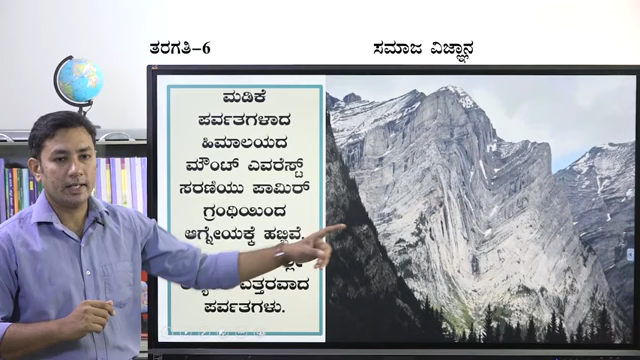 ತರಗತಿ-6 ಸಮಾಜ ವಿಜ್ಞಾನ
ಮಡಿಕೆ
ಪರ್ವತಗಳಾದ
ಹಿಮಾಲಯದ
ಮೌಂಟ್ ಎವರೆಸ್ಟ್
ಸರಣಿಯು ಪಾಮಿರ್
ಗ್ರಂಥಿಯಿಂದ
ಆಗ್ನೇಯಕ್ಕೆ ಹಬ್ಬಿವೆ.
ಎತ್ತರವಾದ
ಪರ್ವತಗಳು.